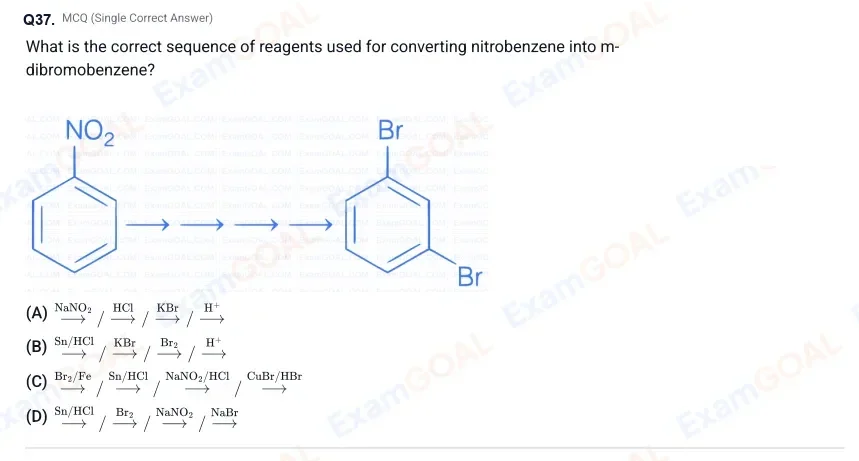 Q37. MCQ (Single Correct Answer)
What is the correct sequence of reagents used for converting nitrobenzene into m-
dibromobenzene?
NO₂ Br
Br
(A) NaNO₂ ⟶ / HCl ⟶ / KBr ⟶ / H⁺ ⟶
(B) Sn/HCl ⟶ / KBr ⟶ / Br₂ ⟶ / H⁺ ⟶
(C) Br₂/Fe ⟶ / Sn/HCl ⟶ / NaNO₂/HCl ⟶ / CuBr/HBr ⟶
(D) Sn/HCl ⟶ / Br₂ ⟶ / NaNO₂ ⟶ / NaBr ⟶
ExamGOAL